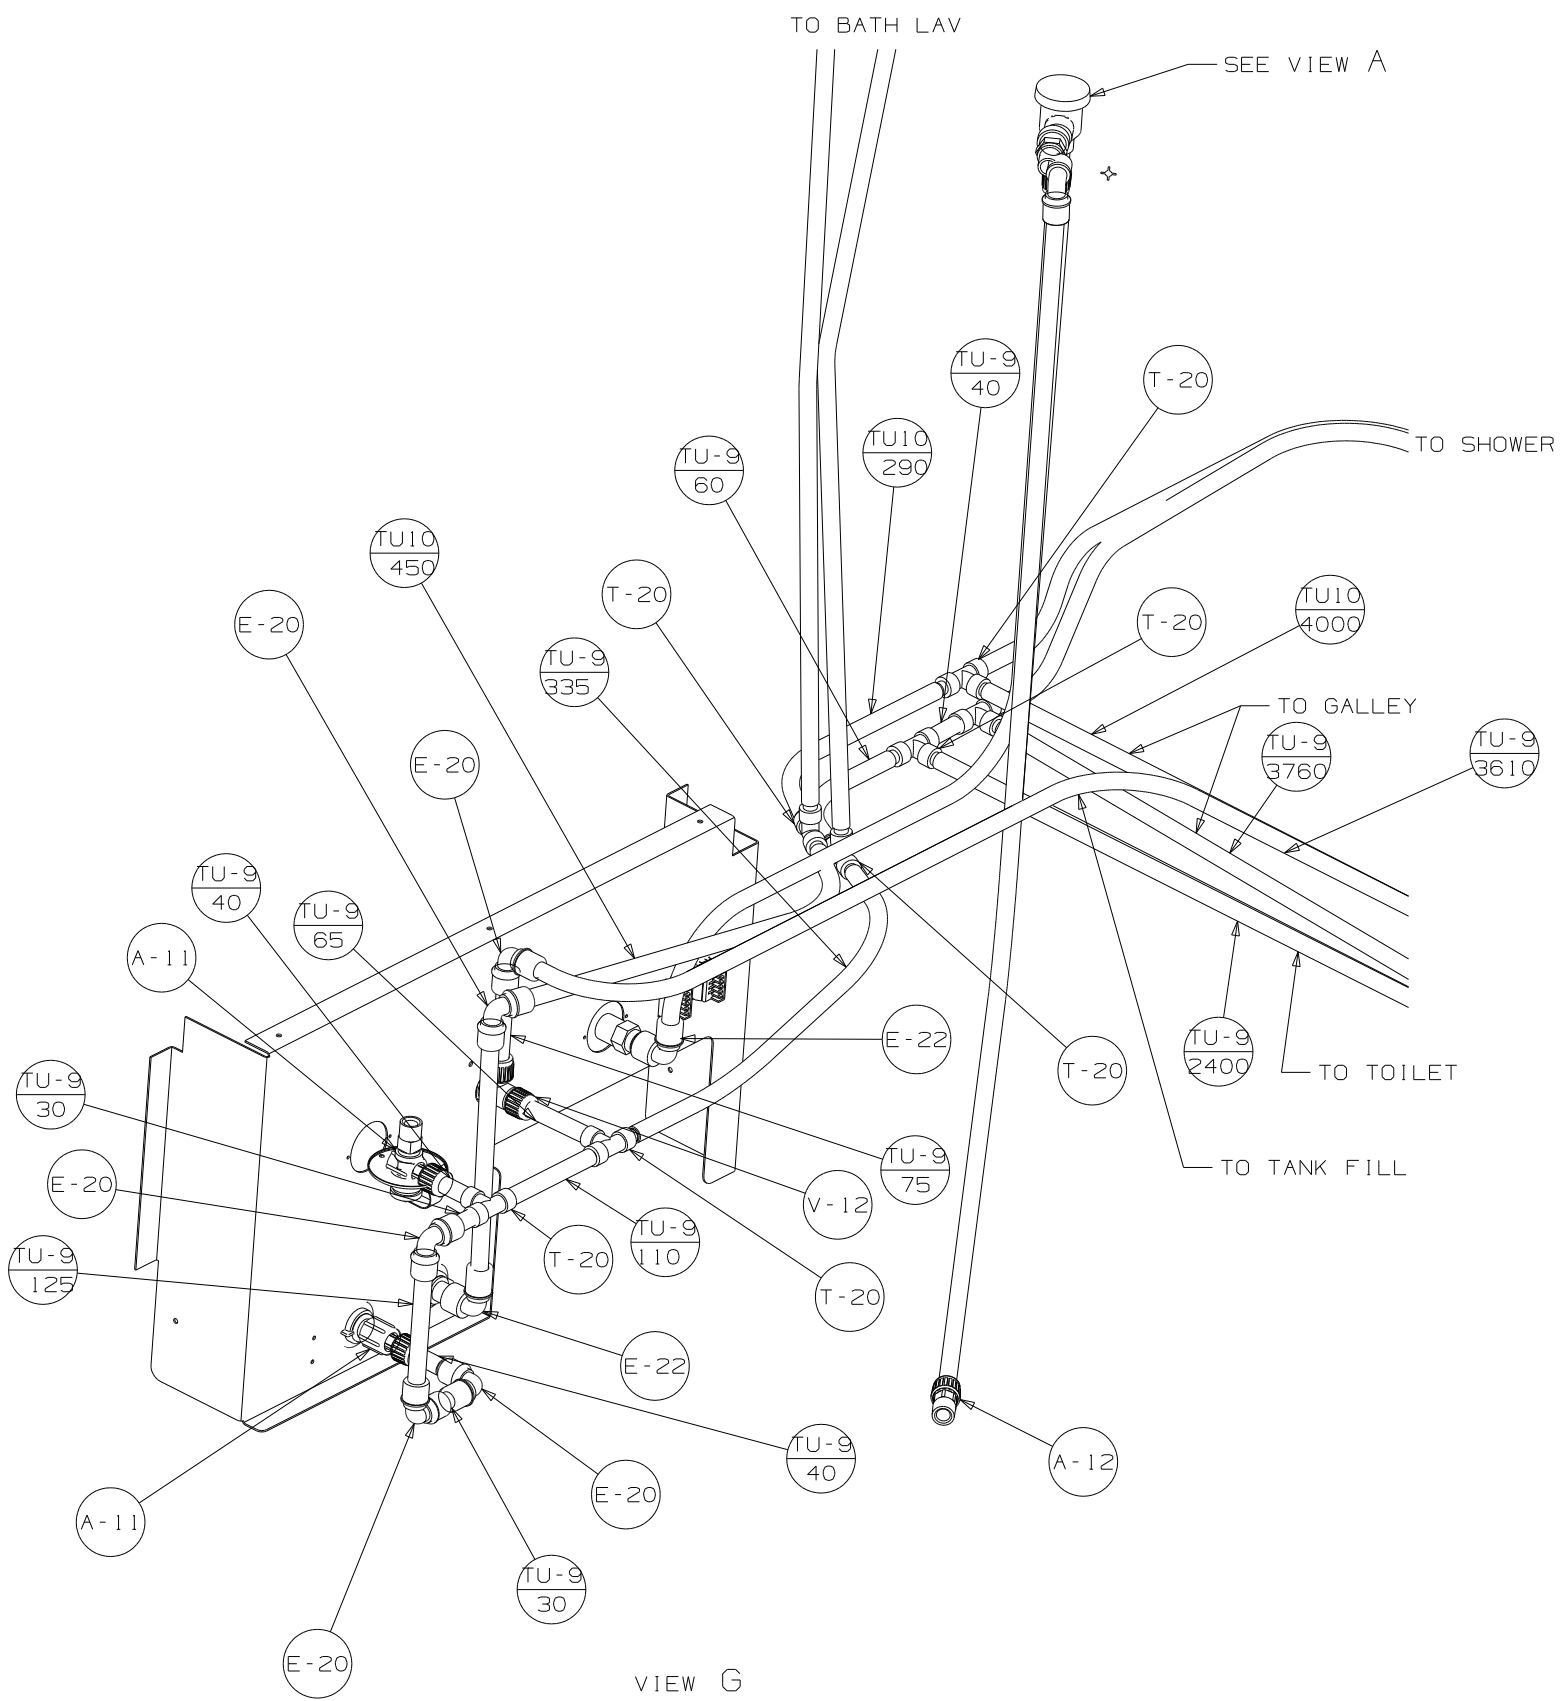 TO BATH LAV
SEE VIEW A
TU-9
40
T-20
TU10
290
TO SHOWER
TU-9
60
TU10
450
T-20
E-20
TU10
4000
T-20
TU-9
335
TO GALLEY
TU-9
3760
TU-9
3610
E-20
TU-9
40
TU-9
65
A-11
E-22
TU-9
2400
T-20
TO TOILET
TU-9
30
TU-9
75
TO TANK FILL
E-20
V-12
TU-9
110
T-20
TU-9
125
T-20
E-22
TU-9
40
A-12
E-20
A-11
TU-9
30
E-20
VIEW G